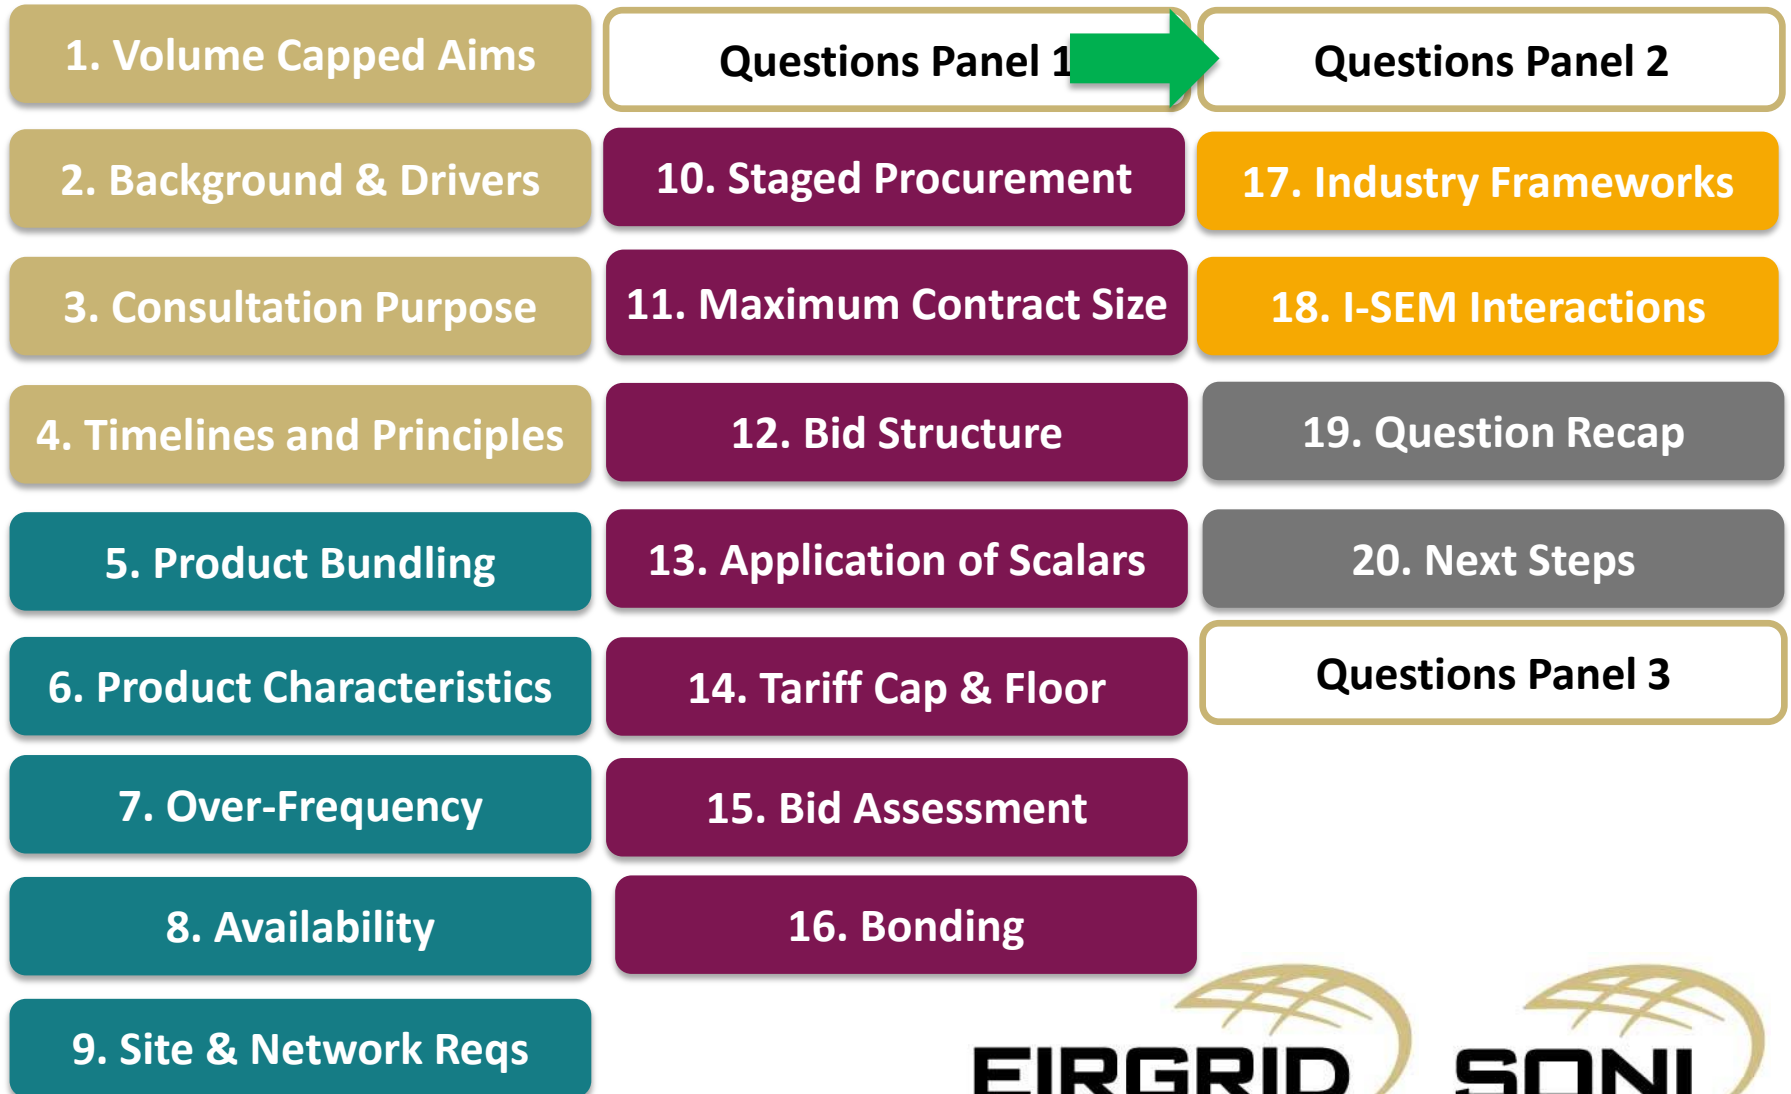 1. Volume Capped Aims
2. Background & Drivers
3. Consultation Purpose
4. Timelines and Principles
5. Product Bundling
6. Product Characteristics
7. Over-Frequency
8. Availability
9. Site & Network Reqs
Questions Panel 1
10. Staged Procurement
11. Maximum Contract Size
12. Bid Structure
13. Application of Scalars
14. Tariff Cap & Floor
15. Bid Assessment
16. Bonding
Questions Panel 2
17. Industry Frameworks
18. I-SEM Interactions
19. Question Recap
20. Next Steps
Questions Panel 3
EIRGRID
SONI